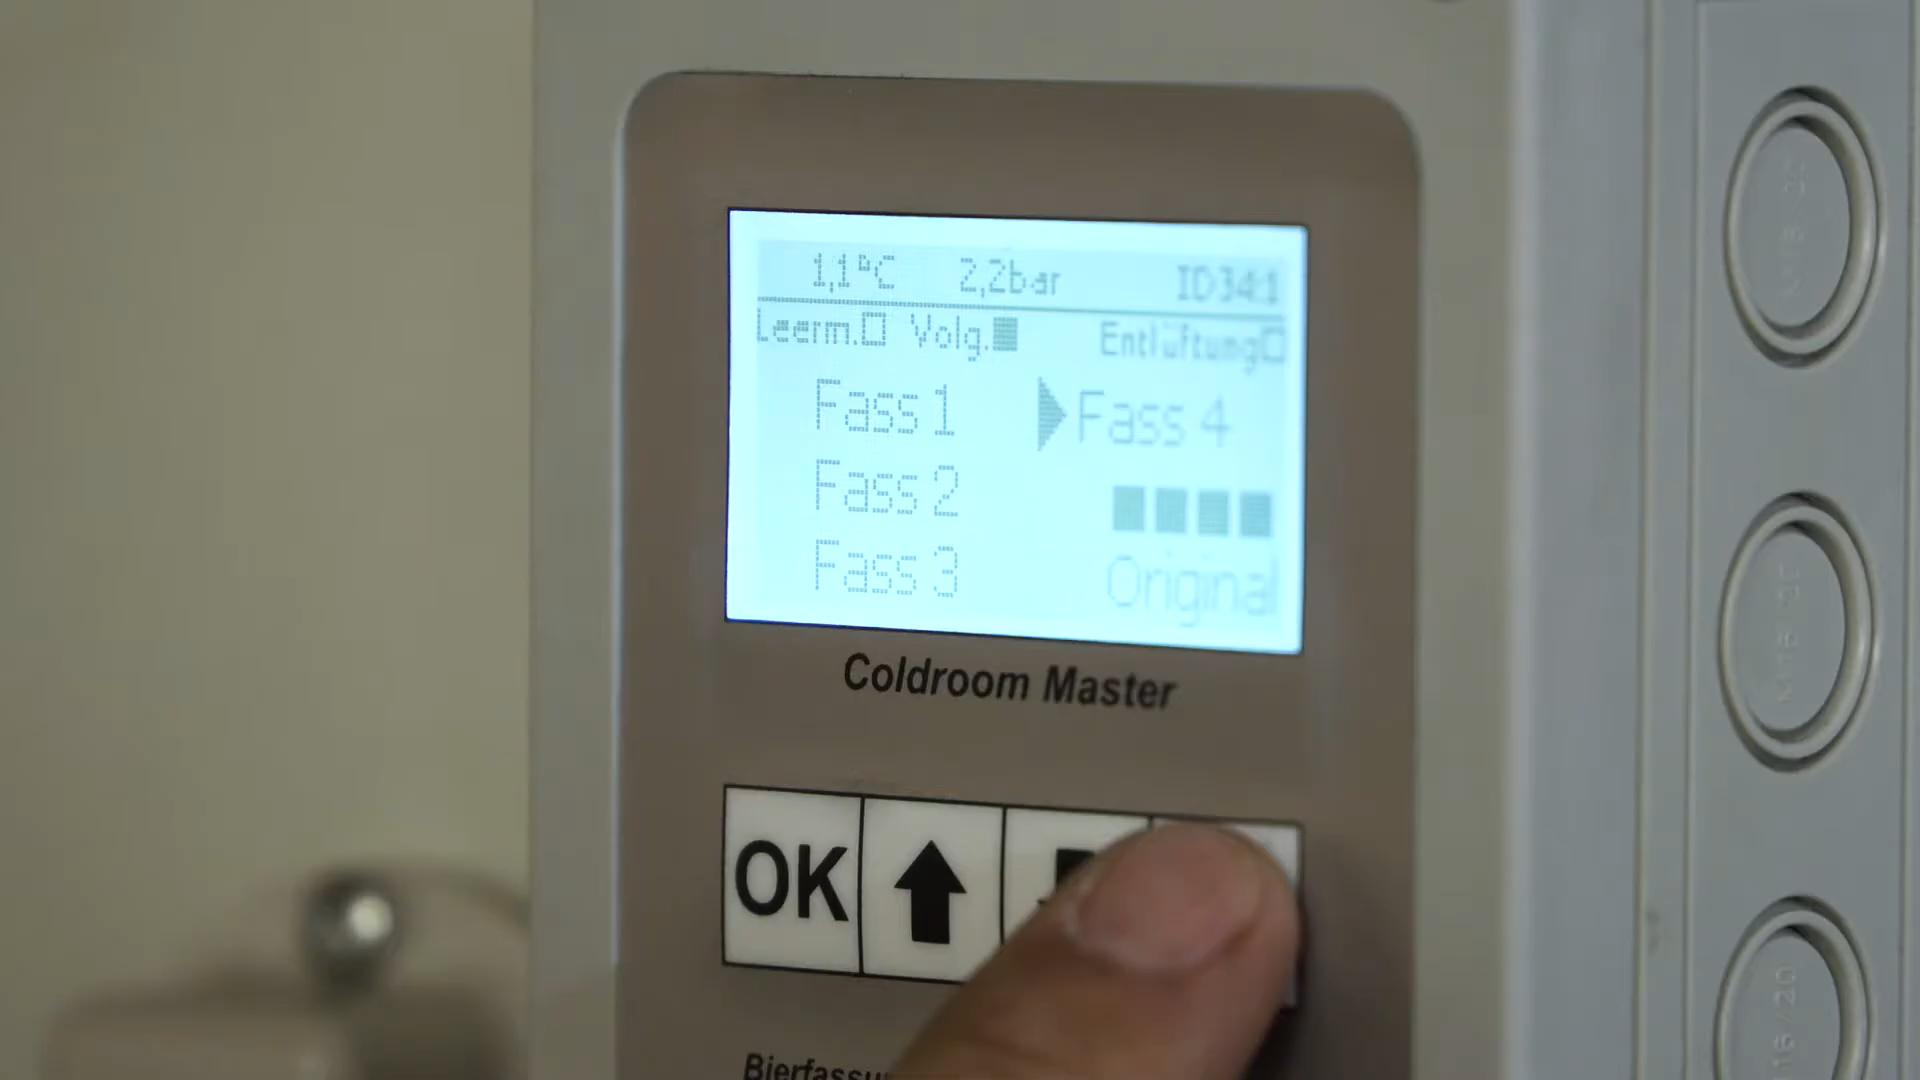 1,1°C 2,2bar ID34:1
Leerm. Volg. Entlüftung
Fass 1 Fass 4
Fass 2
Fass 3 Original
Coldroom Master
OK